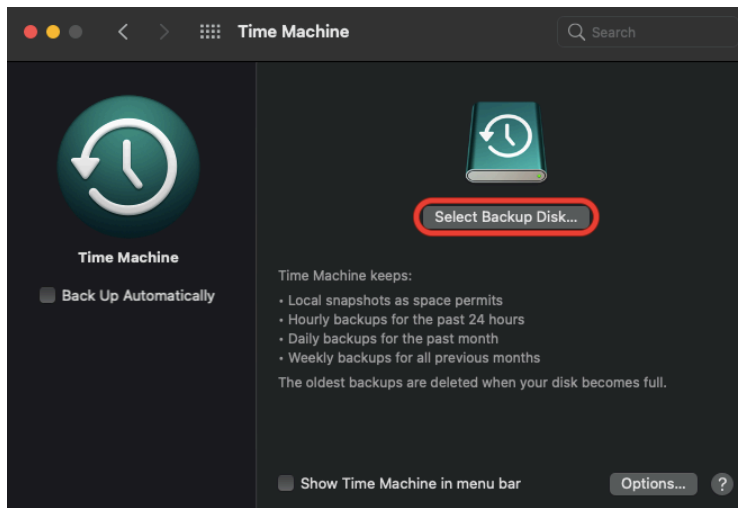 Time Machine
Search
Select Backup Disk...
Time Machine
Back Up Automatically
Time Machine keeps:
• Local snapshots as space permits
• Hourly backups for the past 24 hours
• Daily backups for the past month
• Weekly backups for all previous months
The oldest backups are deleted when your disk becomes full.
Show Time Machine in menu bar
Options...
?